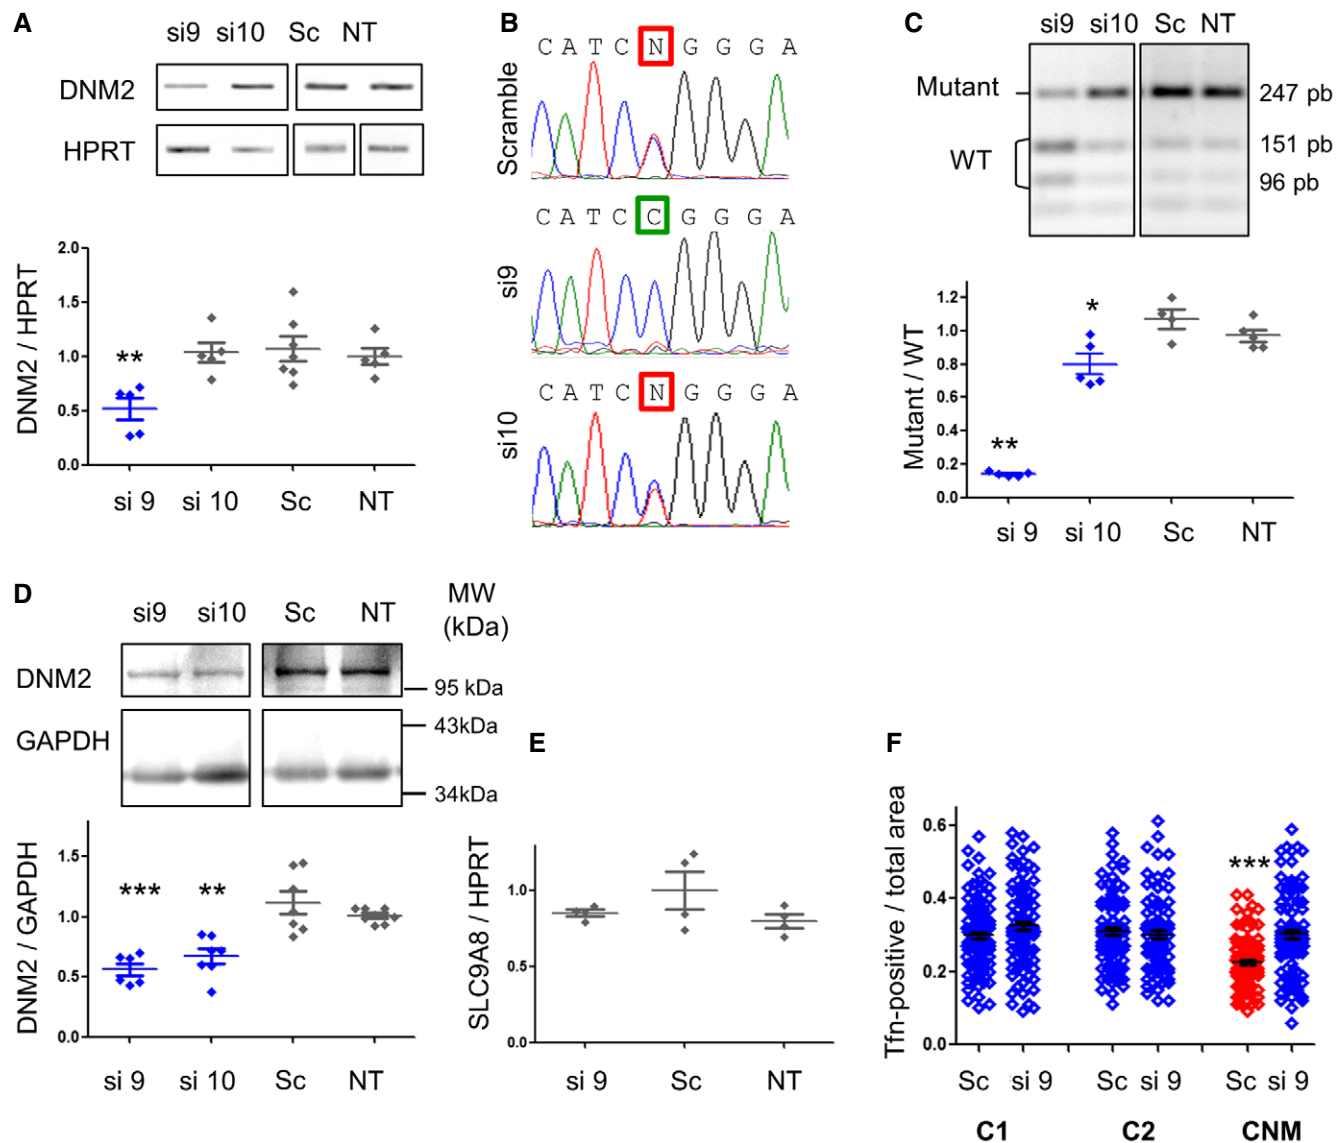 A
si9 si10 Sc NT
DNM2
HPRT
DNM2 / HPRT
2.0
1.5
1.0
0.5
0.0
**
si 9 si 10 Sc NT
B
Scramble
C A T C N G G G A
si9
C A T C C G G G A
si10
C A T C N G G G A
C
si9 si10 Sc NT
Mutant
WT
247 pb
151 pb
96 pb
Mutant / WT
1.2
1.0
0.8
0.6
0.4
0.2
0.0
**
*
si 9 si 10 Sc NT
D
si9 si10 Sc NT
MW
(kDa)
DNM2
95 kDa
GAPDH
43kDa
34kDa
DNM2 / GAPDH
1.5
1.0
0.5
0.0
*** **
si 9 si 10 Sc NT
E
SLC9A8 / HPRT
1.0
0.5
0.0
si 9 Sc NT
F
Tfn-positive / total area
0.6
0.4
0.2
0.0
***
Sc si 9 Sc si 9 Sc si 9
C1 C2 CNM